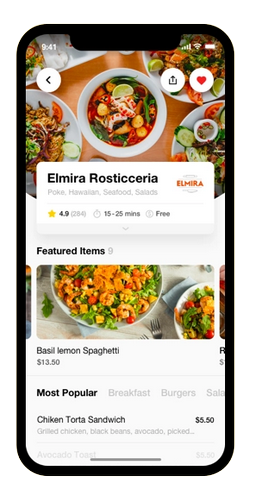 9:41
Elmira Rosticceria
Poke, Hawaiian, Seafood, Salads
ELMIRA
4.9 (284) 15-25 mins Free
Featured Items 9
Basil lemon Spaghetti
$13.50
R
$
Most Popular Breakfast Burgers Sala
Chiken Torta Sandwich $5.50
Grilled chicken, black beans, avocado, picked...
Avocado Toast $5.50